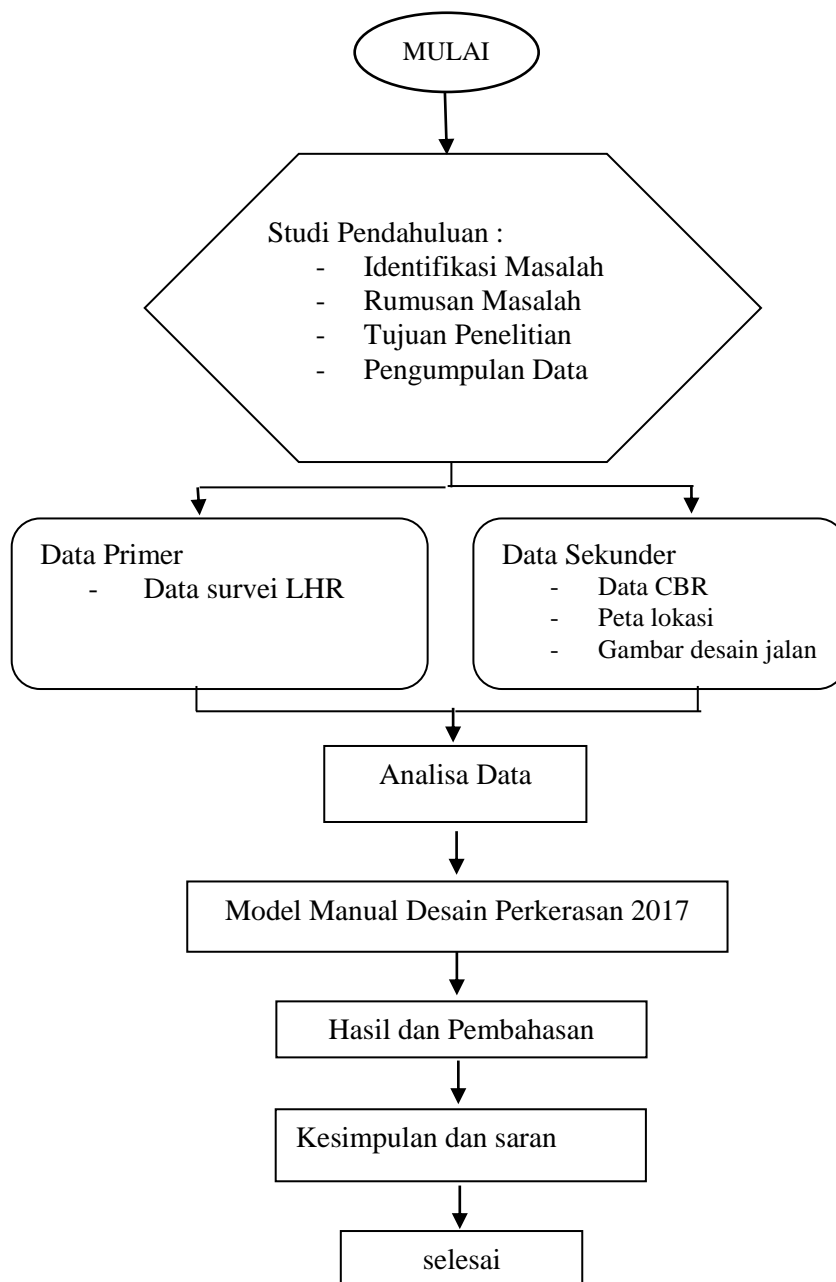 MULAI
Studi Pendahuluan :
- Identifikasi Masalah
- Rumusan Masalah
- Tujuan Penelitian
- Pengumpulan Data
Data Primer
- Data survei LHR
Data Sekunder
- Data CBR
- Peta lokasi
- Gambar desain jalan
Analisa Data
Model Manual Desain Perkerasan 2017
Hasil dan Pembahasan
Kesimpulan dan saran
selesai